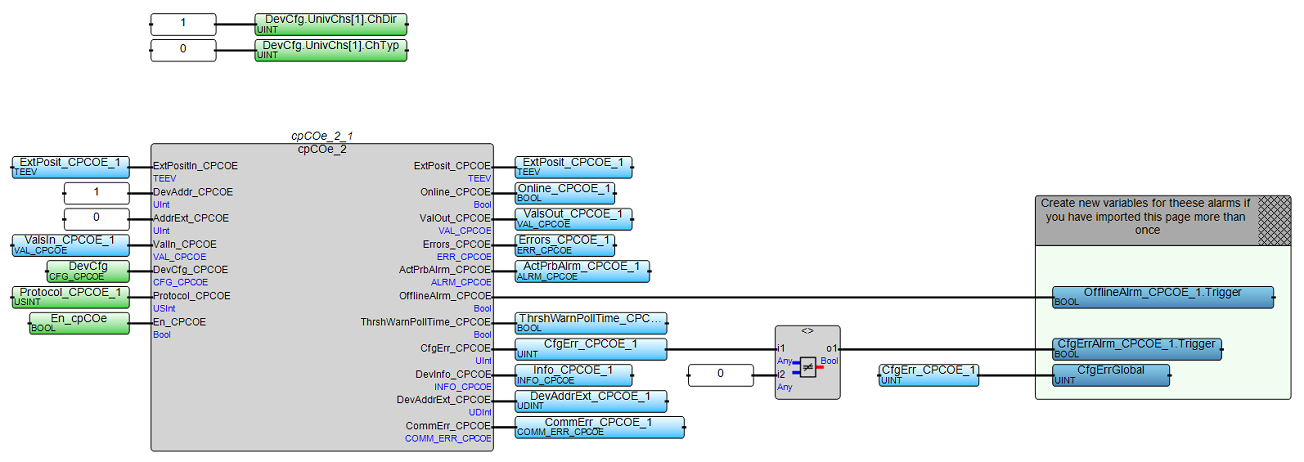 1
DevCfg.UnivChs[1].ChDir
UINT
0
DevCfg.UnivChs[1].ChTyp
UINT
cpCOe_2_1
cpCOe_2
ExtPosit_CPCOE_1
TEEV
ExtPositIn_CPCOE
TEEV
ExtPosit_CPCOE
TEEV
ExtPosit_CPCOE_1
TEEV
1
DevAddr_CPCOE
UInt
Online_CPCOE
Bool
Online_CPCOE_1
BOOL
0
AddrExt_CPCOE
UInt
ValOut_CPCOE
VAL_CPCOE
ValsOut_CPCOE_1
VAL_CPCOE
ValsIn_CPCOE_1
VAL_CPCOE
ValIn_CPCOE
VAL_CPCOE
Errors_CPCOE
ERR_CPCOE
Errors_CPCOE_1
ERR_CPCOE
DevCfg
CFG_CPCOE
DevCfg_CPCOE
CFG_CPCOE
ActPrbAlrm_CPCOE
ALRM_CPCOE
ActPrbAlrm_CPCOE_1
ALRM_CPCOE
Protocol_CPCOE_1
USINT
Protocol_CPCOE
USInt
OfflineAlrm_CPCOE
Bool
OfflineAlrm_CPCOE_1.Trigger
BOOL
En_cpCOe
BOOL
En_CPCOE
Bool
ThrshWarnPollTime_CPCOE
Bool
ThrshWarnPollTime_CPC...
BOOL
CfgErr_CPCOE
UInt
CfgErr_CPCOE_1
UINT
DevInfo_CPCOE
INFO_CPCOE
Info_CPCOE_1
INFO_CPCOE
DevAddrExt_CPCOE
UDInt
DevAddrExt_CPCOE_1
UDINT
CommErr_CPCOE
COMM_ERR_CPCOE
CommErr_CPCOE_1
COMM_ERR_CPCOE
0
<>
i1
Any
i2
Any
≠
o1
Bool
CfgErr_CPCOE_1
UINT
Create new variables for theese alarms if
you have imported this page more than
once
CfgErrAlrm_CPCOE_1.Trigger
BOOL
CfgErrGlobal
UINT